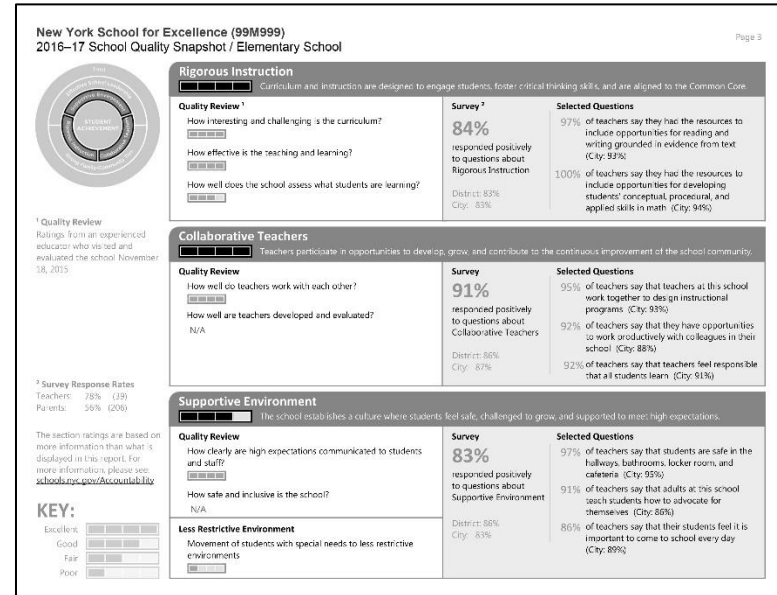 New York School for Excellence (99M999)
2016–17 School Quality Snapshot / Elementary School
Page 3
STUDENT
ACHIEVEMENT
¹ Quality Review
Ratings from an experienced
educator who visited and
evaluated the school November
18, 2015
² Survey Response Rates
Teachers: 78% (39)
Parents: 56% (206)
The section ratings are based on
more information than what is
displayed in this report. For
more information, please see:
schools.nyc.gov/Accountability
KEY:
Excellent
Good
Fair
Poor
Rigorous Instruction
Curriculum and instruction are designed to engage students, foster critical thinking skills, and are aligned to the Common Core.
Quality Review ¹
How interesting and challenging is the curriculum?
How effective is the teaching and learning?
How well does the school assess what students are learning?
Survey ²
84%
responded positively
to questions about
Rigorous Instruction
District: 83%
City: 83%
Selected Questions
97% of teachers say they had the resources to
include opportunities for reading and
writing grounded in evidence from text
(City: 93%)
100% of teachers say they had the resources to
include opportunities for developing
students' conceptual, procedural, and
applied skills in math (City: 94%)
Collaborative Teachers
Teachers participate in opportunities to develop, grow, and contribute to the continuous improvement of the school community.
Quality Review
How well do teachers work with each other?
How well are teachers developed and evaluated?
N/A
Survey
91%
responded positively
to questions about
Collaborative Teachers
District: 86%
City: 87%
Selected Questions
95% of teachers say that teachers at this school
work together to design instructional
programs (City: 93%)
92% of teachers say that they have opportunities
to work productively with colleagues in their
school (City: 88%)
92% of teachers say that teachers feel responsible
that all students learn (City: 91%)
Supportive Environment
The school establishes a culture where students feel safe, challenged to grow, and supported to meet high expectations.
Quality Review
How clearly are high expectations communicated to students
and staff?
How safe and inclusive is the school?
N/A
Less Restrictive Environment
Movement of students with special needs to less restrictive
environments
Survey
83%
responded positively
to questions about
Supportive Environment
District: 86%
City: 83%
Selected Questions
97% of teachers say that students are safe in the
hallways, bathrooms, locker room, and
cafeteria (City: 95%)
91% of teachers say that adults at this school
teach students how to advocate for
themselves (City: 86%)
86% of teachers say that their students feel it is
important to come to school every day
(City: 89%)